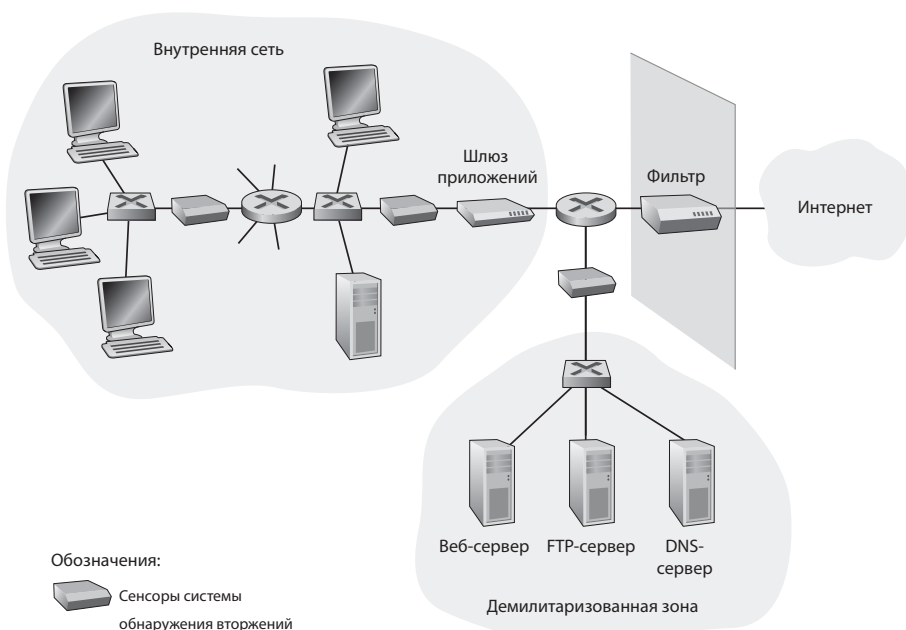 Внутренняя сеть
Шлюз
приложений
Фильтр
Интернет
Веб-сервер
FTP-сервер
DNS-
сервер
Демилитаризованная зона
Обозначения:
Сенсоры системы
обнаружения вторжений